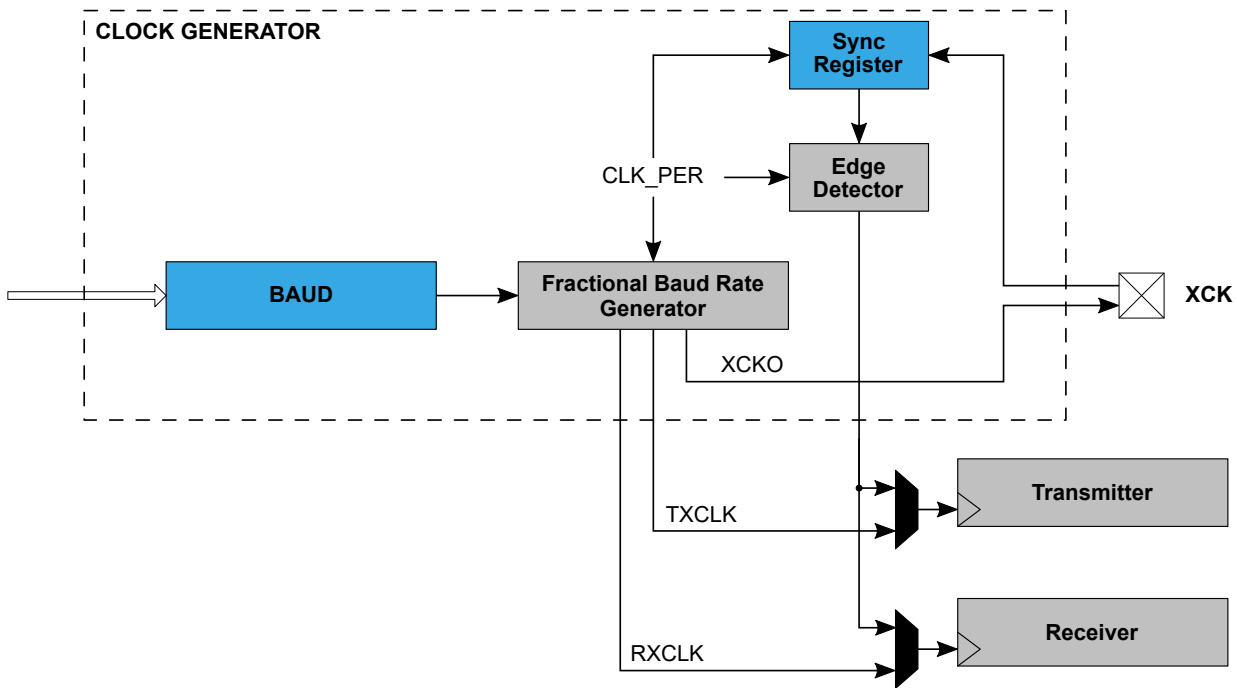 CLOCK GENERATOR
Sync
Register
CLK_PER
Edge
Detector
BAUD
Fractional Baud Rate
Generator
XCK
XCKO
Transmitter
TXCLK
Receiver
RXCLK